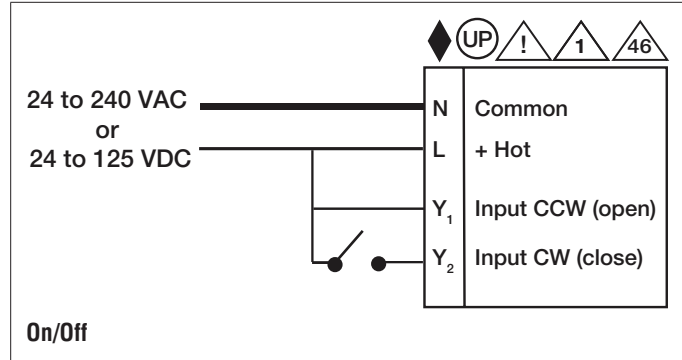 UP ! 1 46
24 to 240 VAC
or
24 to 125 VDC
N Common
L + Hot
Y1 Input CCW (open)
Y2 Input CW (close)
On/Off